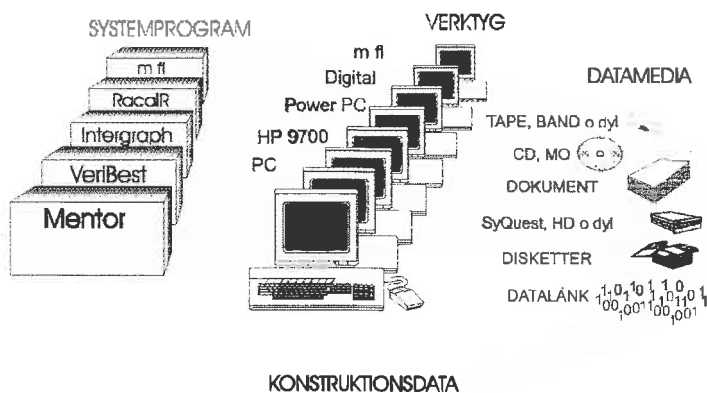 SYSTEMPROGRAM
m fl
RacalR
Intergraph
VeriBest
Mentor
VERKTYG
m fl
Digital
Power PC
HP 9700
PC
DATAMEDIA
TAPE, BAND o dyl
CD, MO
DOKUMENT
SyQuest, HD o dyl
DISKETTER
DATALÄNK
KONSTRUKTIONSDATA